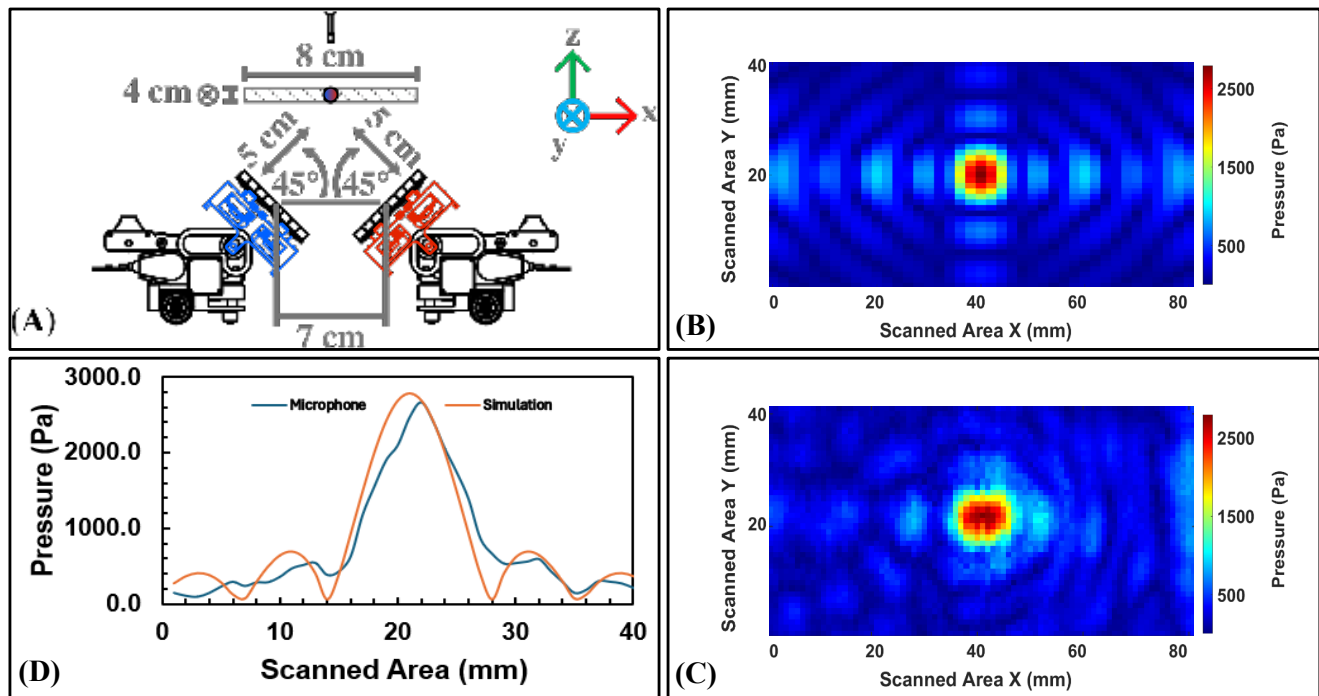 8 cm
4 cm
5 cm
5 cm
45°
45°
7 cm
z
x
y
(A)
40
20
0
20
40
60
80
Scanned Area Y (mm)
Scanned Area X (mm)
2500
1500
500
Pressure (Pa)
(B)
3000.0
2000.0
1000.0
0.0
0
10
20
30
40
Pressure (Pa)
Microphone
Simulation
Scanned Area (mm)
(D)
40
20
0
20
40
60
80
Scanned Area Y (mm)
Scanned Area X (mm)
2500
1500
500
Pressure (Pa)
(C)